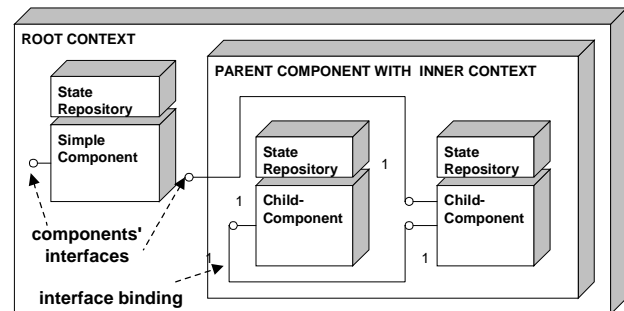 ROOT CONTEXT
PARENT COMPONENT WITH INNER CONTEXT
State
Repository
Simple
Component
State
Repository
1
State
Repository
1
Child-
Component
Child-
Component
components'
interfaces
1
1
interface binding